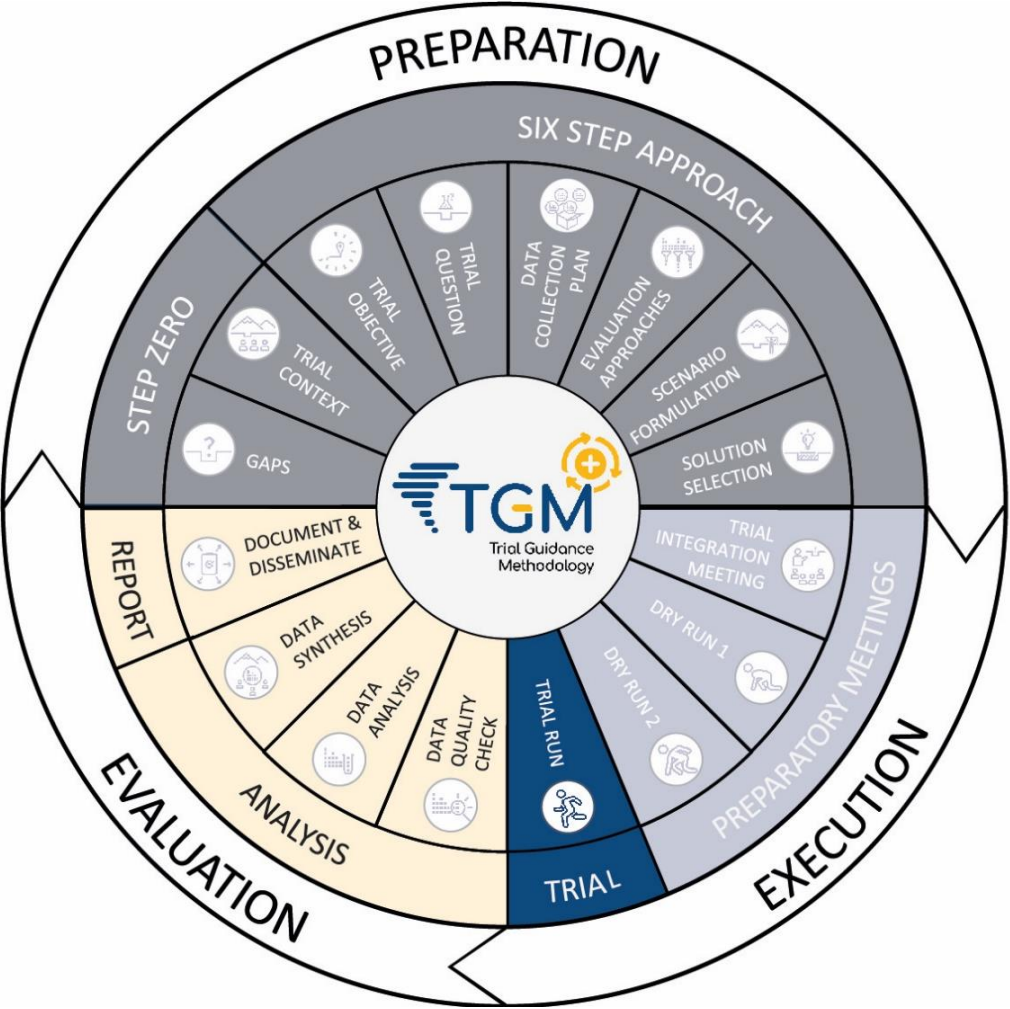 PREPARATION
SIX STEP APPROACH
STEP ZERO
GAPS
TRIAL
CONTEXT
TRIAL
OBJECTIVE
TRIAL
QUESTION
DATA
COLLECTION
PLAN
EVALUATION
APPROACHES
SCENARIO
FORMULATION
SOLUTION
SELECTION
TGM
Trial Guidance
Methodology
TRIAL
INTEGRATION
MEETING
DRY RUN 1
DRY RUN 2
PREPARATORY MEETINGS
EXECUTION
TRIAL RUN
TRIAL
DATA
QUALITY
CHECK
DATA
ANALYSIS
DATA
SYNTHESIS
ANALYSIS
DOCUMENT &
DISSEMINATE
REPORT
EVALUATION